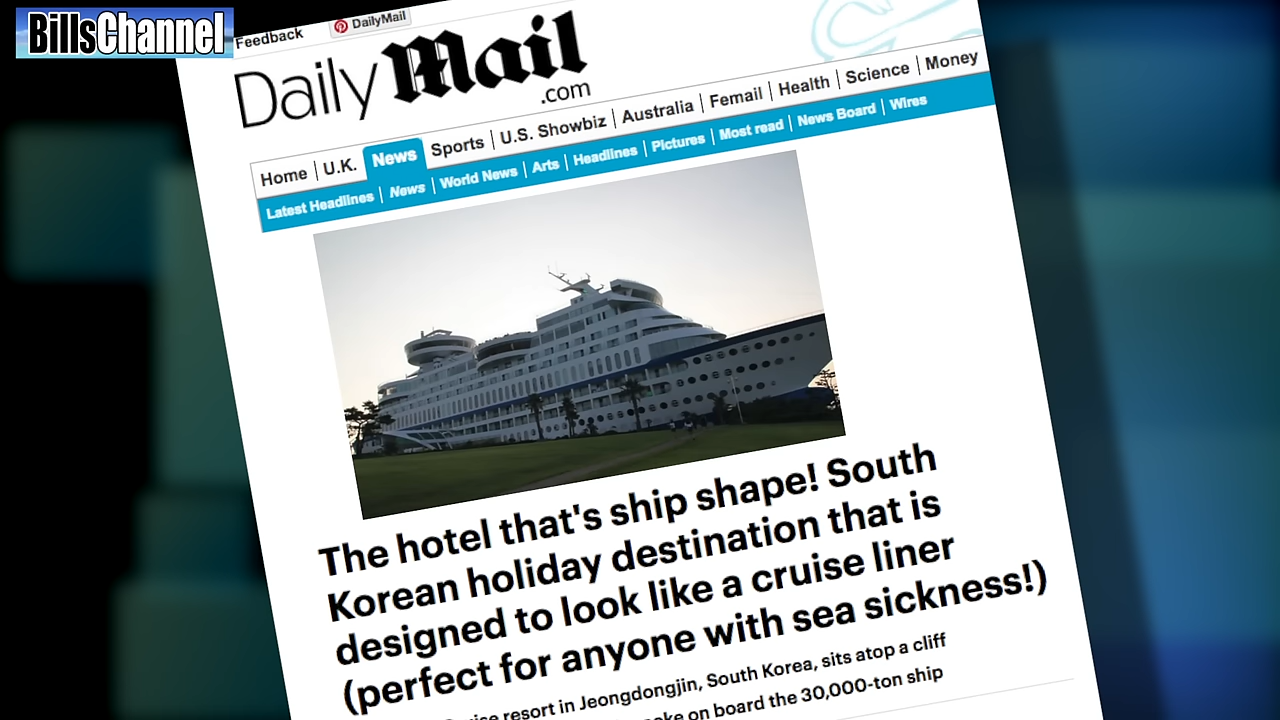 BillsChannel
Feedback
DailyMail
Daily Mail
.com
Home U.K. News Sports U.S. Showbiz Australia Femail Health Science Money
Latest Headlines News World News Arts Headlines Pictures Most read News Board Wires
The hotel that's ship shape! South
Korean holiday destination that is
designed to look like a cruise liner
(perfect for anyone with sea sickness!)
resort in Jeongdongjin, South Korea, sits atop a cliff
on board the 30,000-ton ship